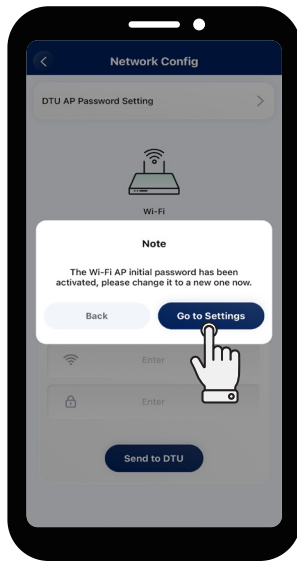 Network Config
DTU AP Password Setting
Wi-Fi
Note
The Wi-Fi AP initial password has been
activated, please change it to a new one now.
Back
Go to Settings
Enter
Enter
Send to DTU